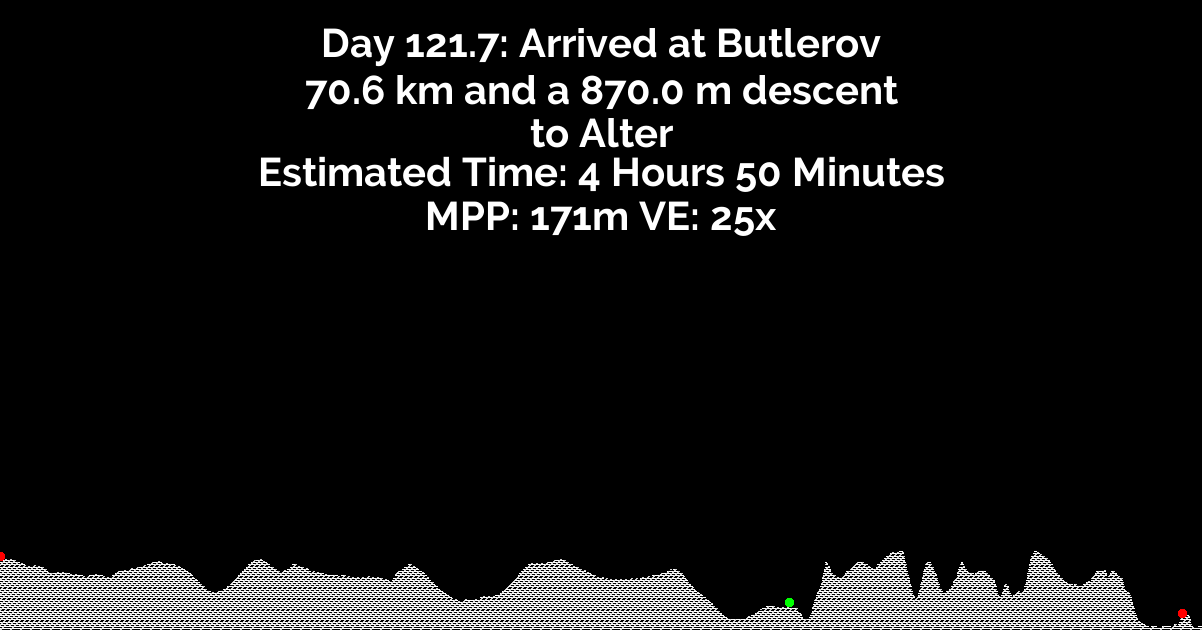 Day 121.7: Arrived at Butlerov
70.6 km and a 870.0 m descent
to Alter
Estimated Time: 4 Hours 50 Minutes
MPP: 171m VE: 25x